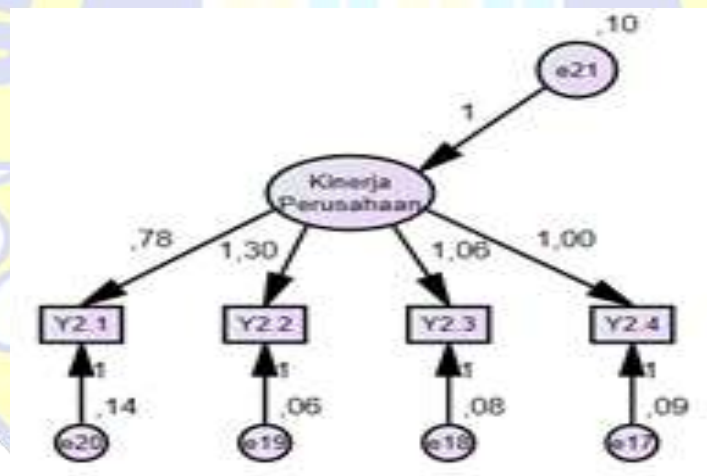 ,10
e21
1
Kinerja
Perusahaan
,78 1,30 1,06 1,00
Y2.1 Y2.2 Y2.3 Y2.4
1 1 1 1
,14 ,06 ,08 ,09
e20 e19 e18 e17